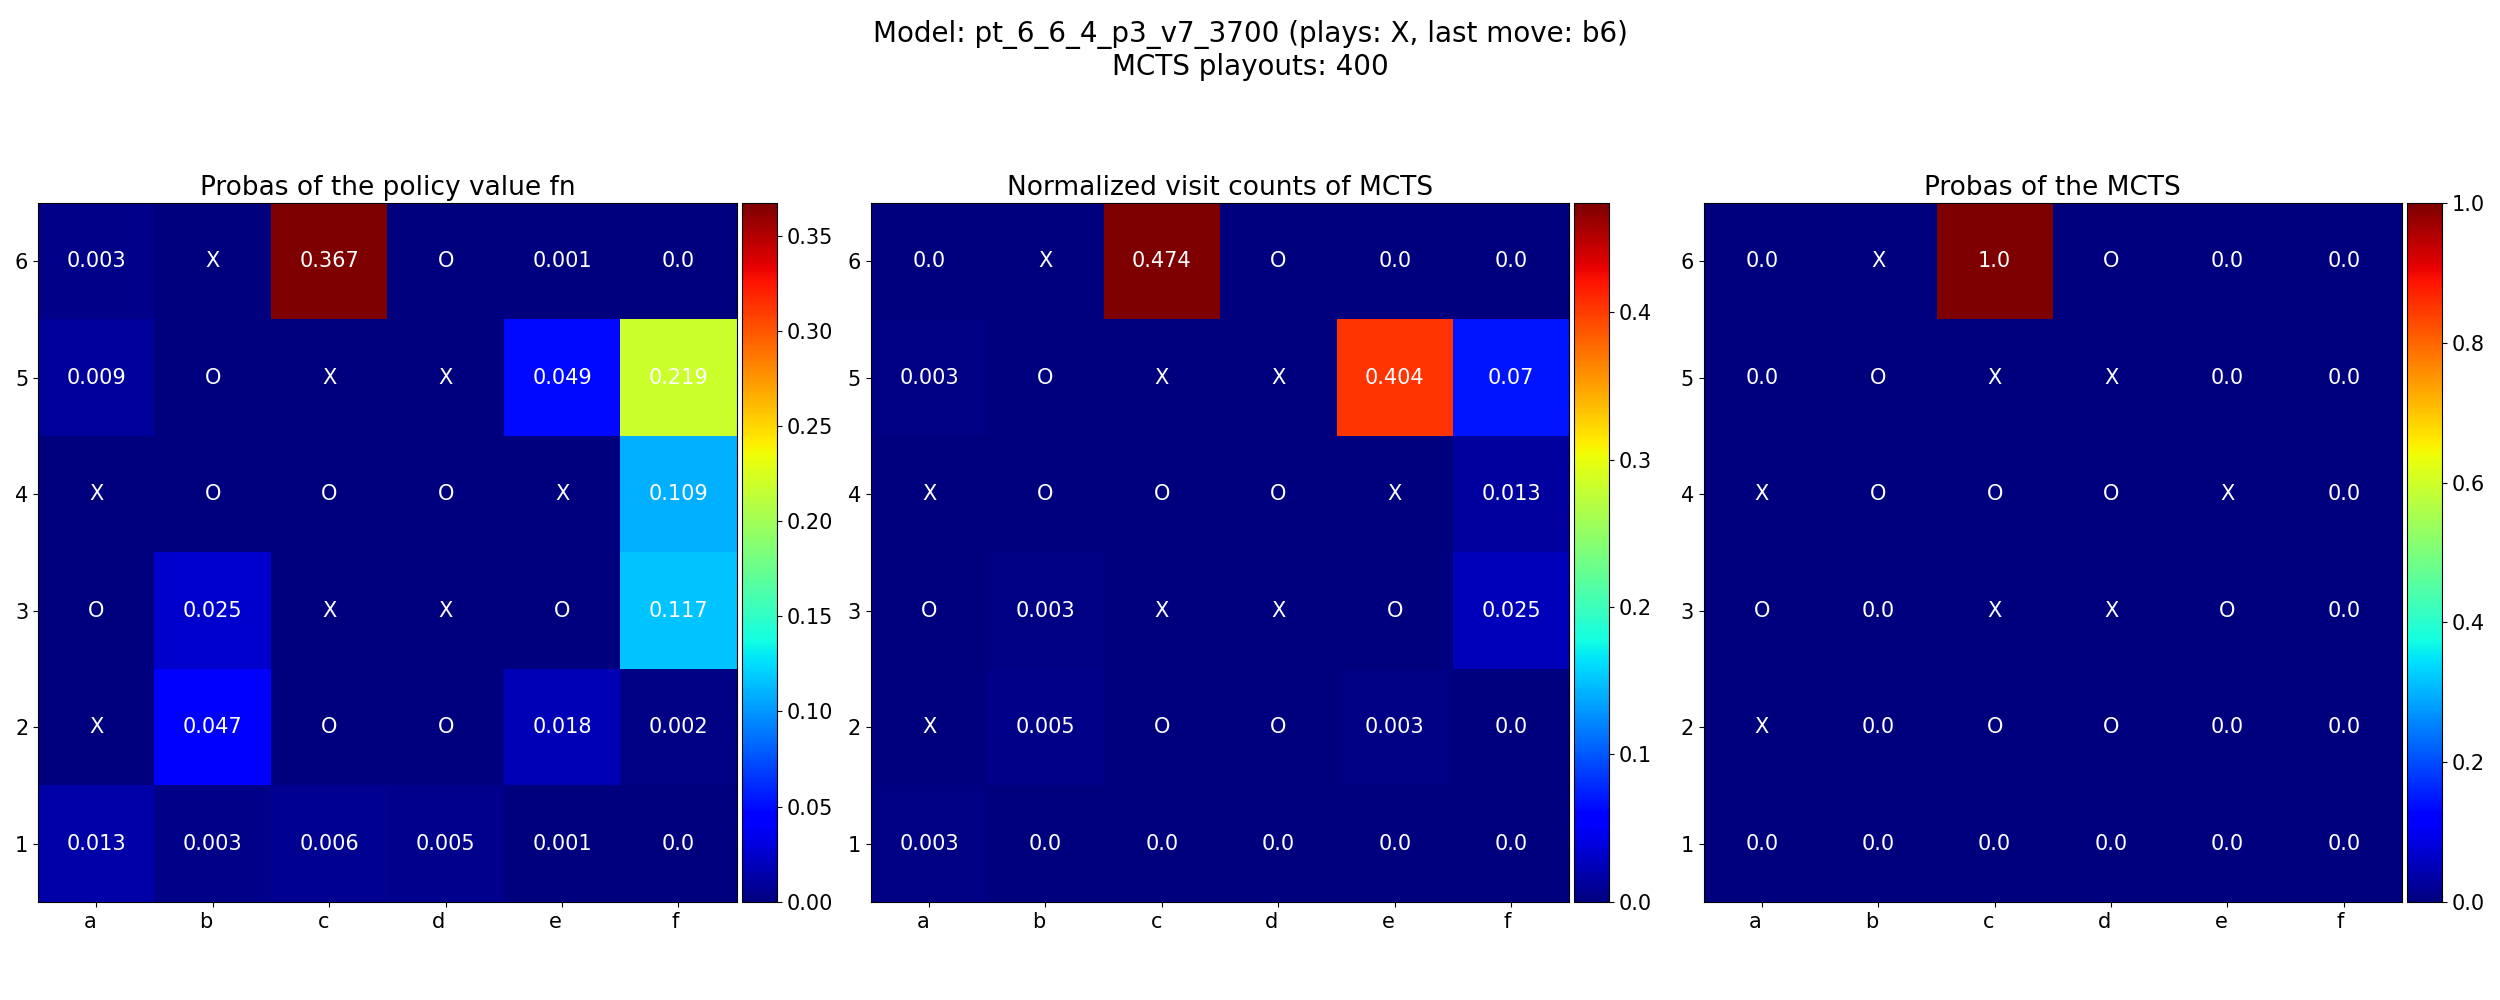 Model: pt_6_6_4_p3_v7_3700 (plays: X, last move: b6)
MCTS playouts: 400
Probas of the policy value fn
6 0.003 X 0.367 O 0.001 0.0
5 0.009 O X X 0.049 0.219
4 X O O O X 0.109
3 O 0.025 X X O 0.117
2 X 0.047 O O 0.018 0.002
1 0.013 0.003 0.006 0.005 0.001 0.0
a b c d e f
0.35
0.30
0.25
0.20
0.15
0.10
0.05
0.00
Normalized visit counts of MCTS
6 0.0 X 0.474 O 0.0 0.0
5 0.003 O X X 0.404 0.07
4 X O O O X 0.013
3 O 0.003 X X O 0.025
2 X 0.005 O O 0.003 0.0
1 0.003 0.0 0.0 0.0 0.0 0.0
a b c d e f
0.4
0.3
0.2
0.1
0.0
Probas of the MCTS
6 0.0 X 1.0 O 0.0 0.0
5 0.0 O X X 0.0 0.0
4 X O O O X 0.0
3 O 0.0 X X O 0.0
2 X 0.0 O O 0.0 0.0
1 0.0 0.0 0.0 0.0 0.0 0.0
a b c d e f
1.0
0.8
0.6
0.4
0.2
0.0